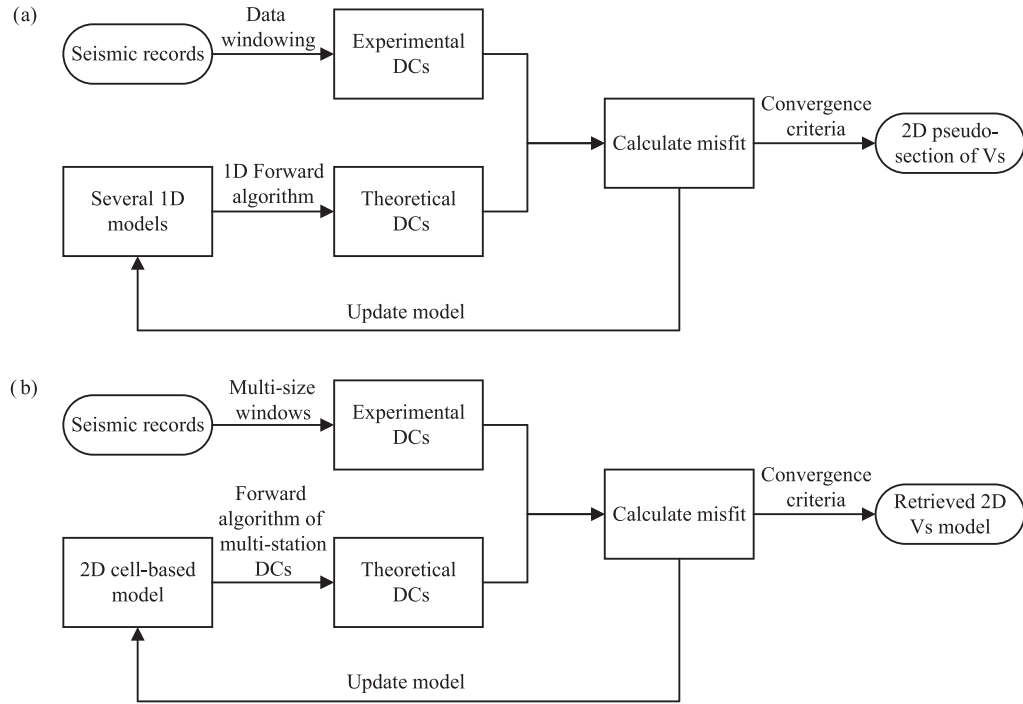 (a)
Data
windowing
Seismic records
Experimental
DCs
Convergence
criteria
Calculate misfit
2D pseudo-
section of Vs
1D Forward
algorithm
Several 1D
models
Theoretical
DCs
Update model
(b)
Multi-size
windows
Seismic records
Experimental
DCs
Convergence
criteria
Calculate misfit
Retrieved 2D
Vs model
Forward
algorithm of
multi-station
DCs
2D cell-based
model
Theoretical
DCs
Update model